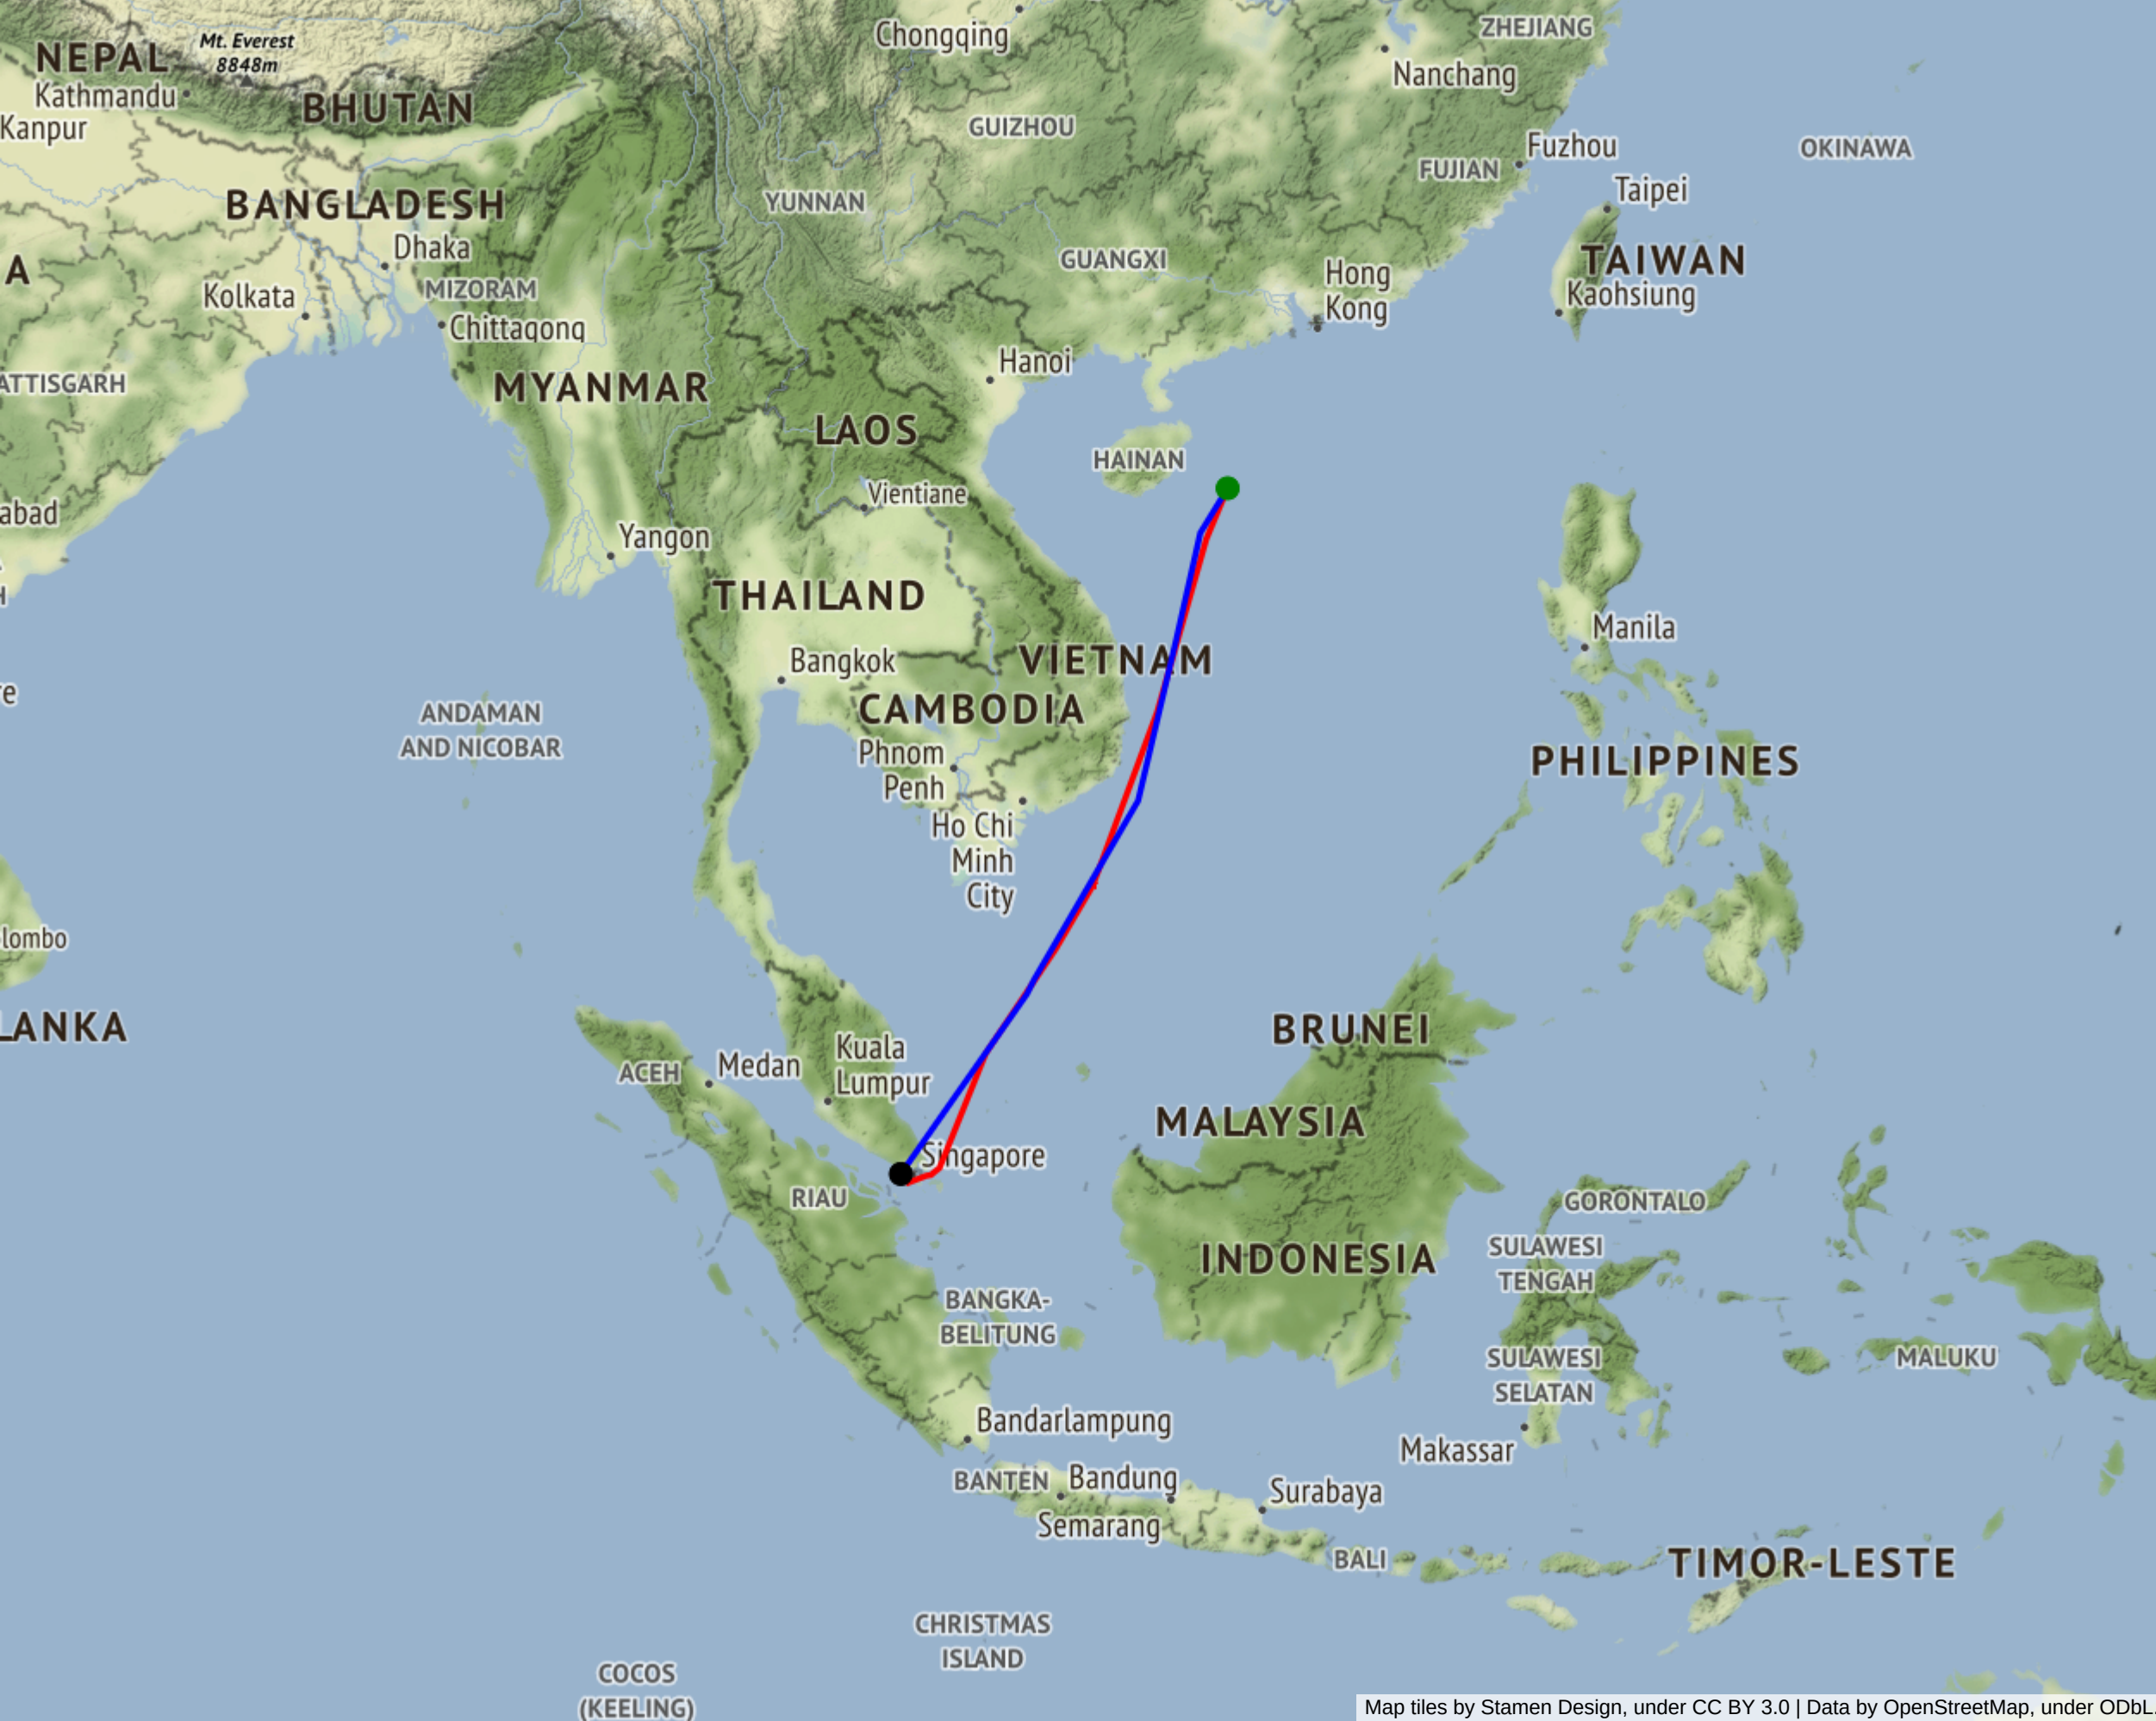 Chongqing
ZHEJIANG
Mt. Everest
8848m
NEPAL
Nanchang
Kathmandu
BHUTAN
Kanpur
GUIZHOU
Fuzhou
OKINAWA
FUJIAN
Taipei
BANGLADESH
YUNNAN
Dhaka
GUANGXI
TAIWAN
A
Hong
Kong
Kolkata
MIZORAM
Kaohsiung
Chittagong
Hanoi
ATTISGARH
MYANMAR
LAOS
HAINAN
Vientiane
abad
Yangon
H
THAILAND
Manila
Bangkok
VIETNAM
re
ANDAMAN
AND NICOBAR
CAMBODIA
Phnom
Penh
PHILIPPINES
Ho Chi
Minh
City
lombo
LANKA
BRUNEI
Kuala
Lumpur
ACEH
Medan
MALAYSIA
Singapore
RIAU
GORONTALO
INDONESIA
SULAWESI
TENGAH
BANGKA-
BELITUNG
SULAWESI
SELATAN
MALUKU
Bandarlampung
Makassar
BANTEN
Bandung
Surabaya
Semarang
BALI
TIMOR-LESTE
CHRISTMAS
ISLAND
COCOS
(KEELING)
Map tiles by Stamen Design, under CC BY 3.0 | Data by OpenStreetMap, under ODbL